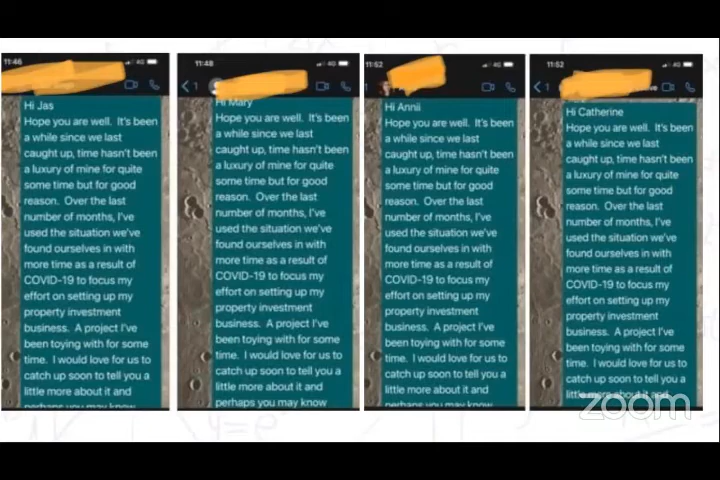 11:46
4G
Hi Jas
Hope you are well. It's been
a while since we last
caught up, time hasn't been
a luxury of mine for quite
some time but for good
reason. Over the last
number of months, I've
used the situation we've
found ourselves in with
more time as a result of
COVID-19 to focus my
effort on setting up my
property investment
business. A project I've
been toying with for some
time. I would love for us to
catch up soon to tell you a
little more about it and
perhaps you may know
11:48
4G
1
Hi Mary
Hope you are well. It's been
a while since we last
caught up, time hasn't been
a luxury of mine for quite
some time but for good
reason. Over the last
number of months, I've
used the situation we've
found ourselves in with
more time as a result of
COVID-19 to focus my
effort on setting up my
property investment
business. A project I've
been toying with for some
time. I would love for us to
catch up soon to tell you a
little more about it and
perhaps you may know
11:52
4G
Hi Annii
Hope you are well. It's been
a while since we last
caught up, time hasn't been
a luxury of mine for quite
some time but for good
reason. Over the last
number of months, I've
used the situation we've
found ourselves in with
more time as a result of
COVID-19 to focus my
effort on setting up my
property investment
business. A project I've
been toying with for some
time. I would love for us to
catch up soon to tell you a
little more about it and
perhaps you may know
11:52
4G
1
Hi Catherine
Hope you are well. It's been
a while since we last
caught up, time hasn't been
a luxury of mine for quite
some time but for good
reason. Over the last
number of months, I've
used the situation we've
found ourselves in with
more time as a result of
COVID-19 to focus my
effort on setting up my
property investment
business. A project I've
been toying with for some
time. I would love for us to
catch up soon to tell you a
little more about it and
zoom